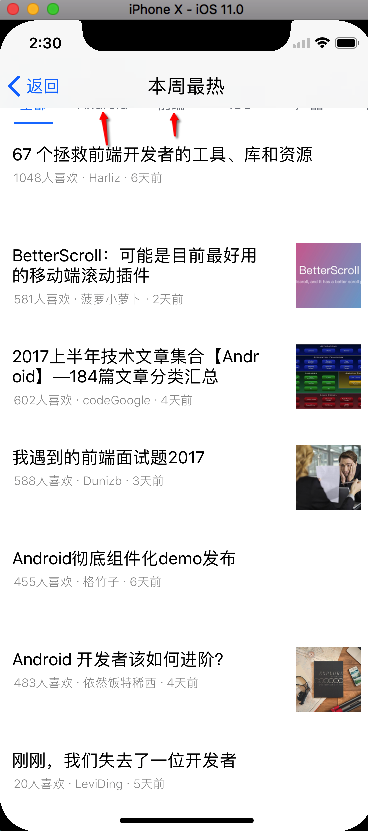 iPhone X - iOS 11.0
2:30
返回
本周最热
全部
前端
67 个拯救前端开发者的工具、库和资源
1048人喜欢 · Harliz · 6天前
BetterScroll：可能是目前最好用
的移动端滚动插件
581人喜欢 · 菠萝小萝卜 · 2天前
BetterScroll
2017上半年技术文章集合【Andr
oid】—184篇文章分类汇总
602人喜欢 · codeGoogle · 4天前
我遇到的前端面试题2017
588人喜欢 · Dunizb · 3天前
Android彻底组件化demo发布
455人喜欢 · 格竹子 · 6天前
Android 开发者该如何进阶?
483人喜欢 · 依然饭特稀西 · 4天前
刚刚，我们失去了一位开发者
20人喜欢 · LeviDing · 5天前